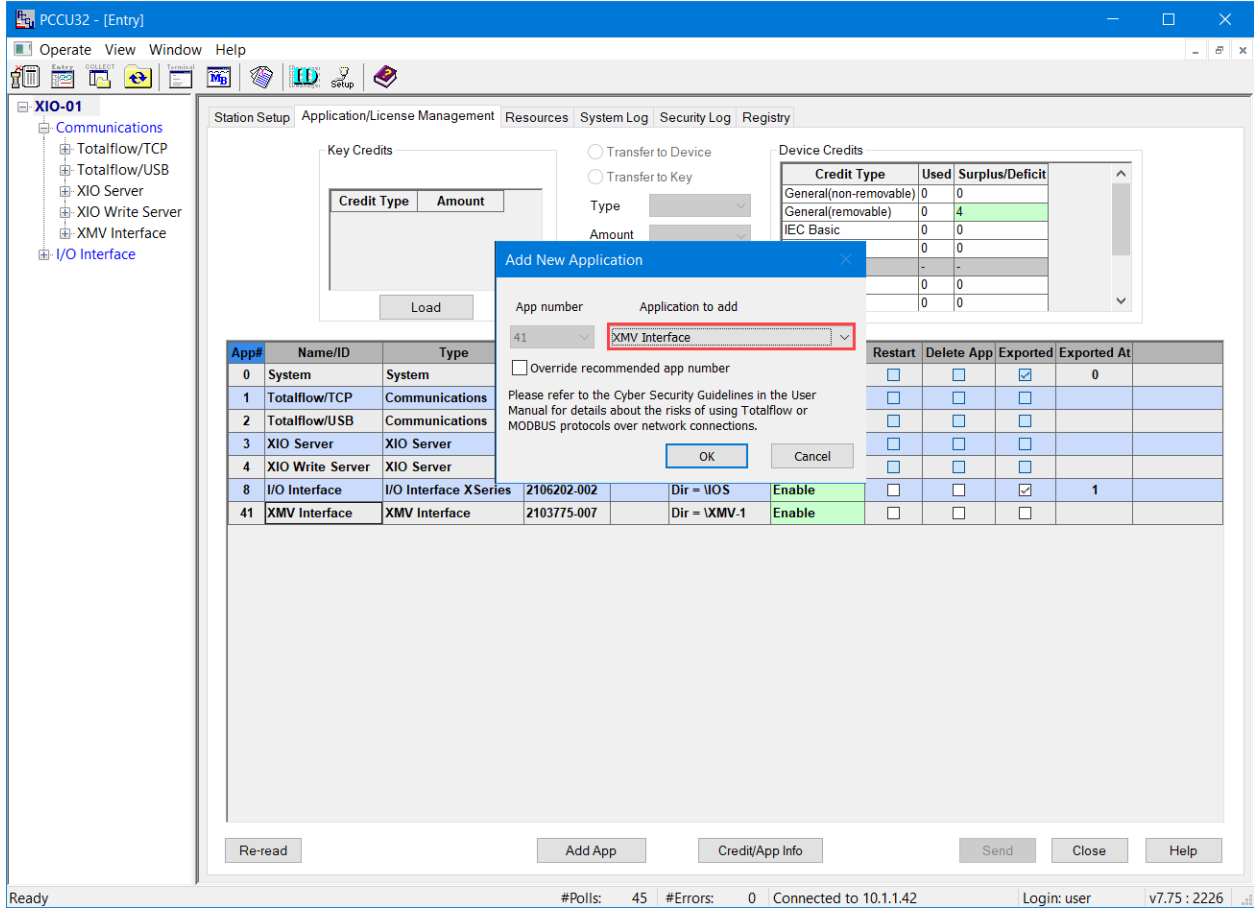 PCCU32 - [Entry]
Operate View Window Help
Entry COLLECT Terminal MB ID Manager Setup
XIO-01
Communications
Totalflow/TCP
Totalflow/USB
XIO Server
XIO Write Server
XMV Interface
I/O Interface
Station Setup Application/License Management Resources System Log Security Log Registry
Key Credits
Credit Type Amount
Load
Transfer to Device
Transfer to Key
Type
Amount
Device Credits
Credit Type Used Surplus/Deficit
General(non-removable) 0 0
General(removable) 0 4
IEC Basic 0 0
0 0
- -
0 0
0 0
Add New Application
App number Application to add
41 XMV Interface
Override recommended app number
Please refer to the Cyber Security Guidelines in the User
Manual for details about the risks of using Totalflow or
MODBUS protocols over network connections.
OK Cancel
App# Name/ID Type Restart Delete App Exported Exported At
0 System System 0
1 Totalflow/TCP Communications
2 Totalflow/USB Communications
3 XIO Server XIO Server
4 XIO Write Server XIO Server
8 I/O Interface I/O Interface XSeries 2106202-002 Dir = \IOS Enable 1
41 XMV Interface XMV Interface 2103775-007 Dir = \XMV-1 Enable
Re-read Add App Credit/App Info Send Close Help
Ready #Polls: 45 #Errors: 0 Connected to 10.1.1.42 Login: user v7.75 : 2226